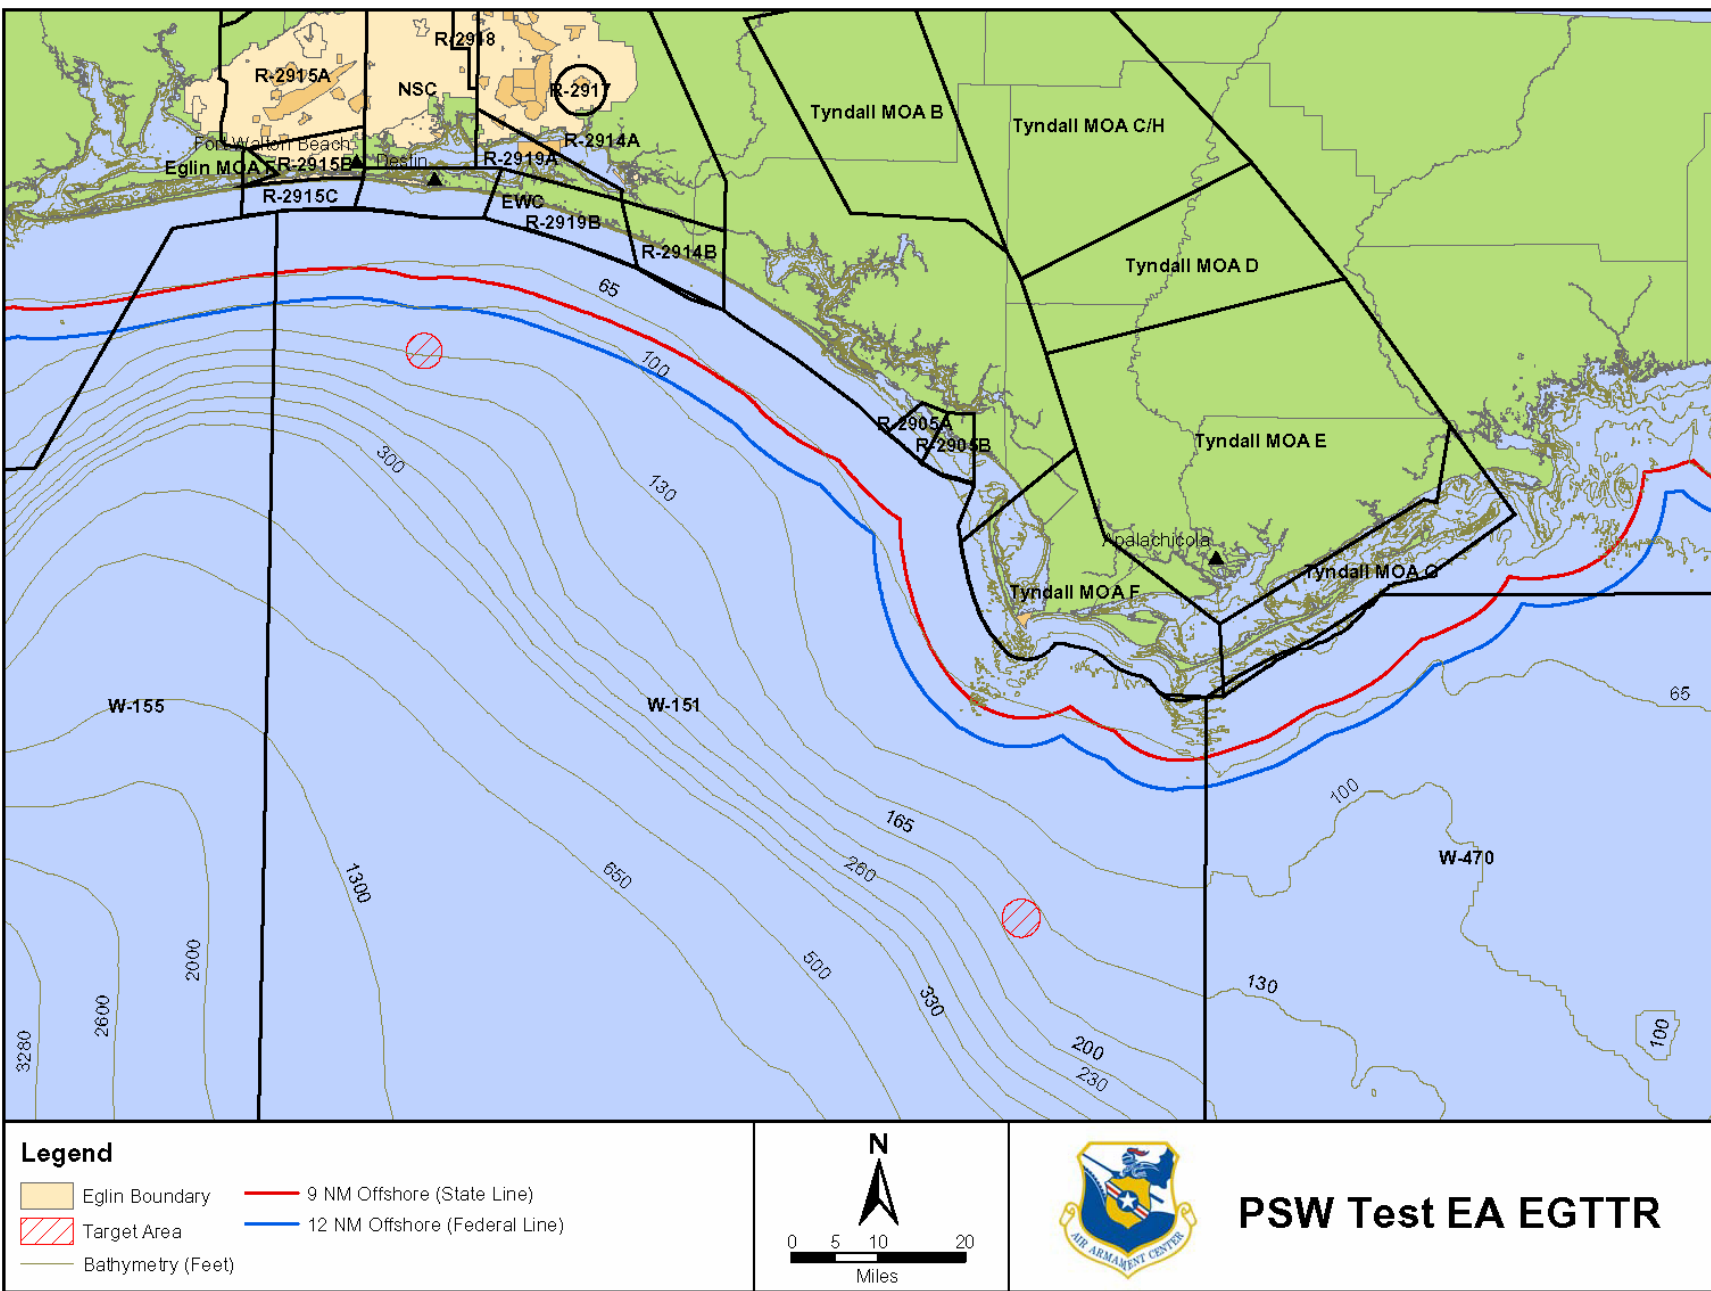 R-2918
R-2915A
NSC
R-2917
Tyndall MOA B
Tyndall MOA C/H
R-2914A
Fort Walton Beach
Destin
R-2915B
R-2919A
Eglin MOA
R-2915C
EWC
R-2919B
R-2914B
Tyndall MOA D
65
100
R-2905A
R-2905B
Tyndall MOA E
300
130
Apalachicola
Tyndall MOA G
Tyndall MOA F
W-155
W-151
65
100
165
W-470
260
650
1300
500
130
2000
330
2600
3280
200
230
100
Legend
Eglin Boundary
Target Area
Bathymetry (Feet)
9 NM Offshore (State Line)
12 NM Offshore (Federal Line)
N
0 5 10 20
Miles
AIR ARMAMENT CENTER
PSW Test EA EGTTR